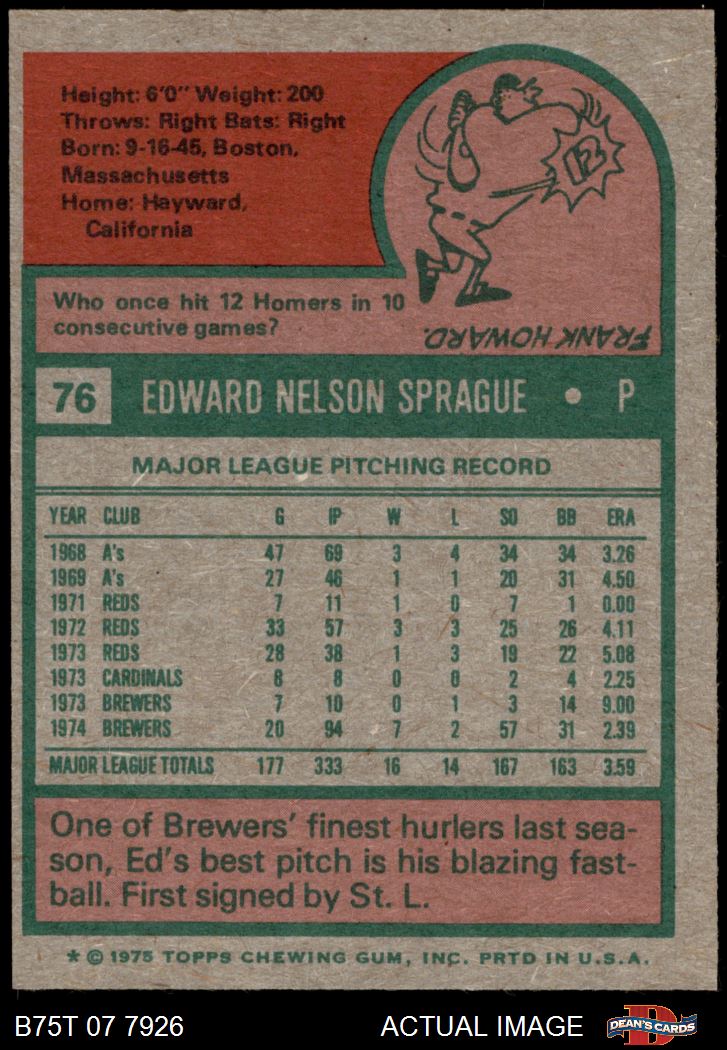 Height: 6'0" Weight: 200
Throws: Right Bats: Right
Born: 9-16-45, Boston,
Massachusetts
Home: Hayward,
California
12
Who once hit 12 Homers in 10
consecutive games?
FRANK HOWARD.
76 EDWARD NELSON SPRAGUE • P
MAJOR LEAGUE PITCHING RECORD
YEAR CLUB G IP W L SO BB ERA
1968 A's 47 69 3 4 34 34 3.26
1969 A's 27 46 1 1 20 31 4.50
1971 REDS 7 11 1 0 7 1 0.00
1972 REDS 33 57 3 3 25 26 4.11
1973 REDS 28 38 1 3 19 22 5.08
1973 CARDINALS 8 8 0 0 2 4 2.25
1973 BREWERS 7 10 0 1 3 14 9.00
1974 BREWERS 20 94 7 2 57 31 2.39
MAJOR LEAGUE TOTALS 177 333 16 14 167 163 3.59
One of Brewers' finest hurlers last sea-
son, Ed's best pitch is his blazing fast-
ball. First signed by St. L.
* © 1975 TOPPS CHEWING GUM, INC. PRTD IN U.S.A.
B75T 07 7926 ACTUAL IMAGE
D
DEAN'S CARDS